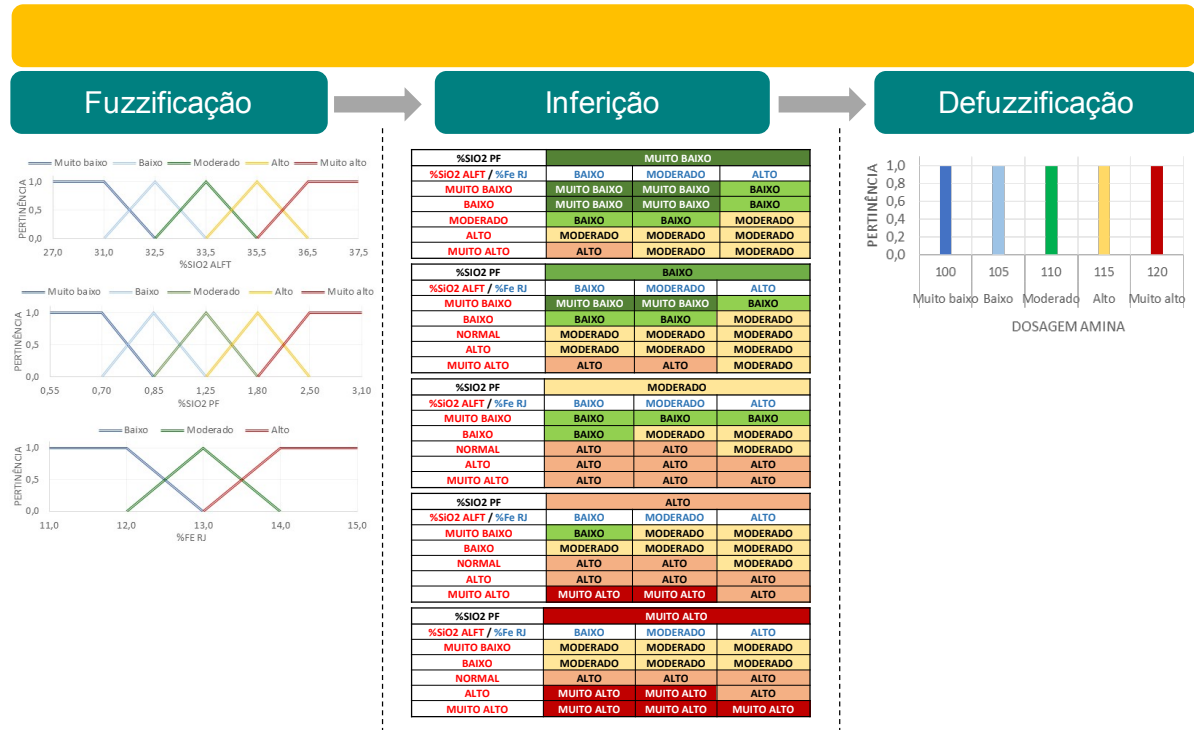 Fuzzificação
Inferição
Defuzzificação
Muito baixo Baixo Moderado Alto Muito alto
PERTINÊNCIA
1,0
0,5
0,0
27,0 31,0 32,5 33,5 35,5 36,5 37,5
%SIO2 ALFT
Muito baixo Baixo Moderado Alto Muito alto
PERTINÊNCIA
1,0
0,5
0,0
0,55 0,70 0,85 1,25 1,80 2,50 3,10
%SIO2 PF
Baixo Moderado Alto
PERTINÊNCIA
1,0
0,5
0,0
11,0 12,0 13,0 14,0 15,0
%FE RJ
%SIO2 PF MUITO BAIXO
%SiO2 ALFT / %Fe RJ BAIXO MODERADO ALTO
MUITO BAIXO MUITO BAIXO MUITO BAIXO BAIXO
BAIXO MUITO BAIXO MUITO BAIXO BAIXO
MODERADO BAIXO BAIXO MODERADO
ALTO MODERADO MODERADO MODERADO
MUITO ALTO ALTO MODERADO MODERADO
%SIO2 PF BAIXO
%SiO2 ALFT / %Fe RJ BAIXO MODERADO ALTO
MUITO BAIXO MUITO BAIXO MUITO BAIXO BAIXO
BAIXO BAIXO BAIXO MODERADO
NORMAL MODERADO MODERADO MODERADO
ALTO MODERADO MODERADO MODERADO
MUITO ALTO ALTO ALTO MODERADO
%SIO2 PF MODERADO
%SiO2 ALFT / %Fe RJ BAIXO MODERADO ALTO
MUITO BAIXO BAIXO BAIXO BAIXO
BAIXO BAIXO MODERADO MODERADO
NORMAL ALTO ALTO MODERADO
ALTO ALTO ALTO ALTO
MUITO ALTO ALTO ALTO ALTO
%SIO2 PF ALTO
%SiO2 ALFT / %Fe RJ BAIXO MODERADO ALTO
MUITO BAIXO BAIXO MODERADO MODERADO
BAIXO MODERADO MODERADO MODERADO
NORMAL ALTO ALTO MODERADO
ALTO ALTO ALTO ALTO
MUITO ALTO MUITO ALTO MUITO ALTO ALTO
%SIO2 PF MUITO ALTO
%SiO2 ALFT / %Fe RJ BAIXO MODERADO ALTO
MUITO BAIXO MODERADO MODERADO MODERADO
BAIXO MODERADO MODERADO MODERADO
NORMAL ALTO ALTO ALTO
ALTO MUITO ALTO MUITO ALTO ALTO
MUITO ALTO MUITO ALTO MUITO ALTO MUITO ALTO
PERTINÊNCIA
1,0
0,8
0,6
0,4
0,2
0,0
100 105 110 115 120
Muito baixo Baixo Moderado Alto Muito alto
DOSAGEM AMINA